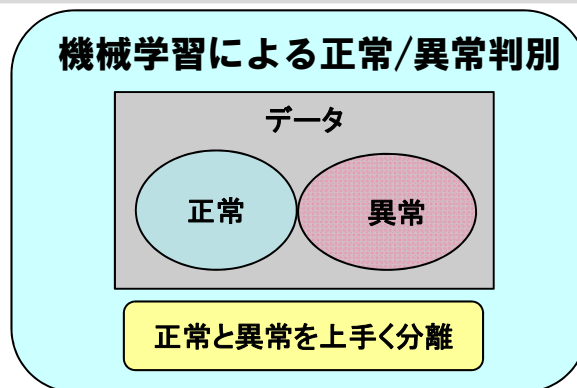 機械学習による正常/異常判別
データ
正常
異常
正常と異常を上手く分離